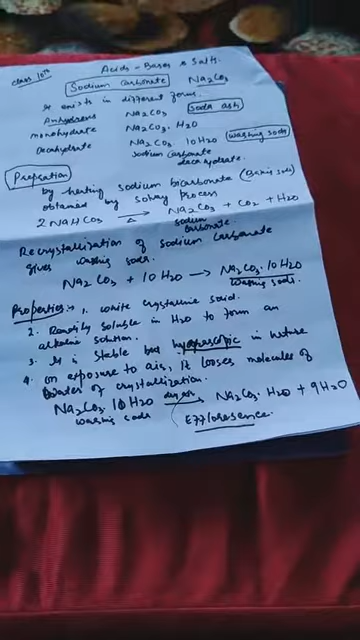 class 10th
Acids - Bases & Salts.
Sodium Carbonate Na2CO3
It exists in different forms.
Anhydrous Na2CO3 Soda ash
monohydrate Na2CO3. H2O
Decahydrate Na2CO3. 10H2O Washing soda
Sodium Carbonate decahydrate.
Prepration
by heating sodium bicarbonate (Baking soda)
obtained by solvay process
2 NaHCO3 →Δ Na2CO3 + CO2 + H2O
sodium carbonate.
Recrystallization of sodium carbonate
gives washing soda.
Na2CO3 + 10H2O → Na2CO3. 10H2O
washing soda.
Properties:- 1. white crystalline solid.
2. Readily soluble in H2O to form an
alkaline solution.
3. It is stable but hygroscopic in nature
4. on exposure to air, it looses molecules of
water of crystallization.
Na2CO3. 10H2O dry air → Na2CO3. H2O + 9H2O
washing soda
Efflorescence.